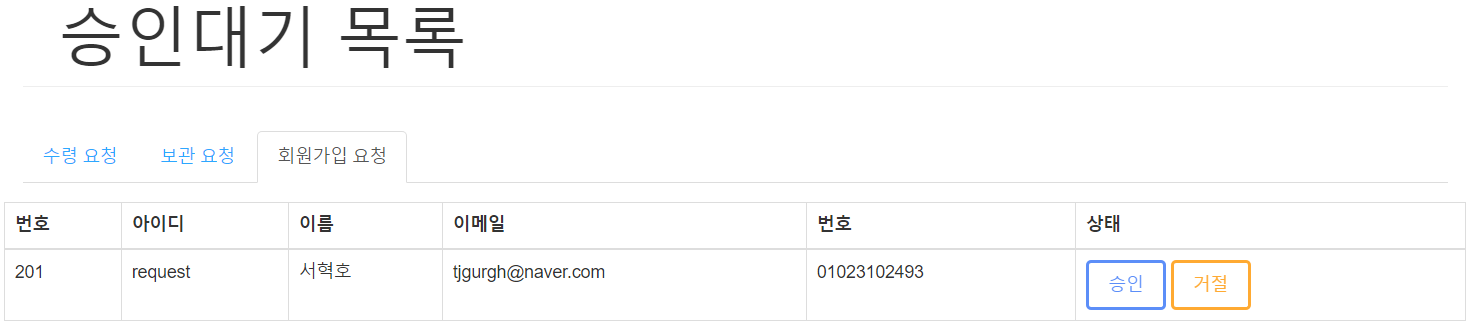 승인대기 목록
수령 요청 보관 요청 회원가입 요청
번호 아이디 이름 이메일 번호 상태
201 request 서혁호 tjgurgh@naver.com 01023102493 승인 거절